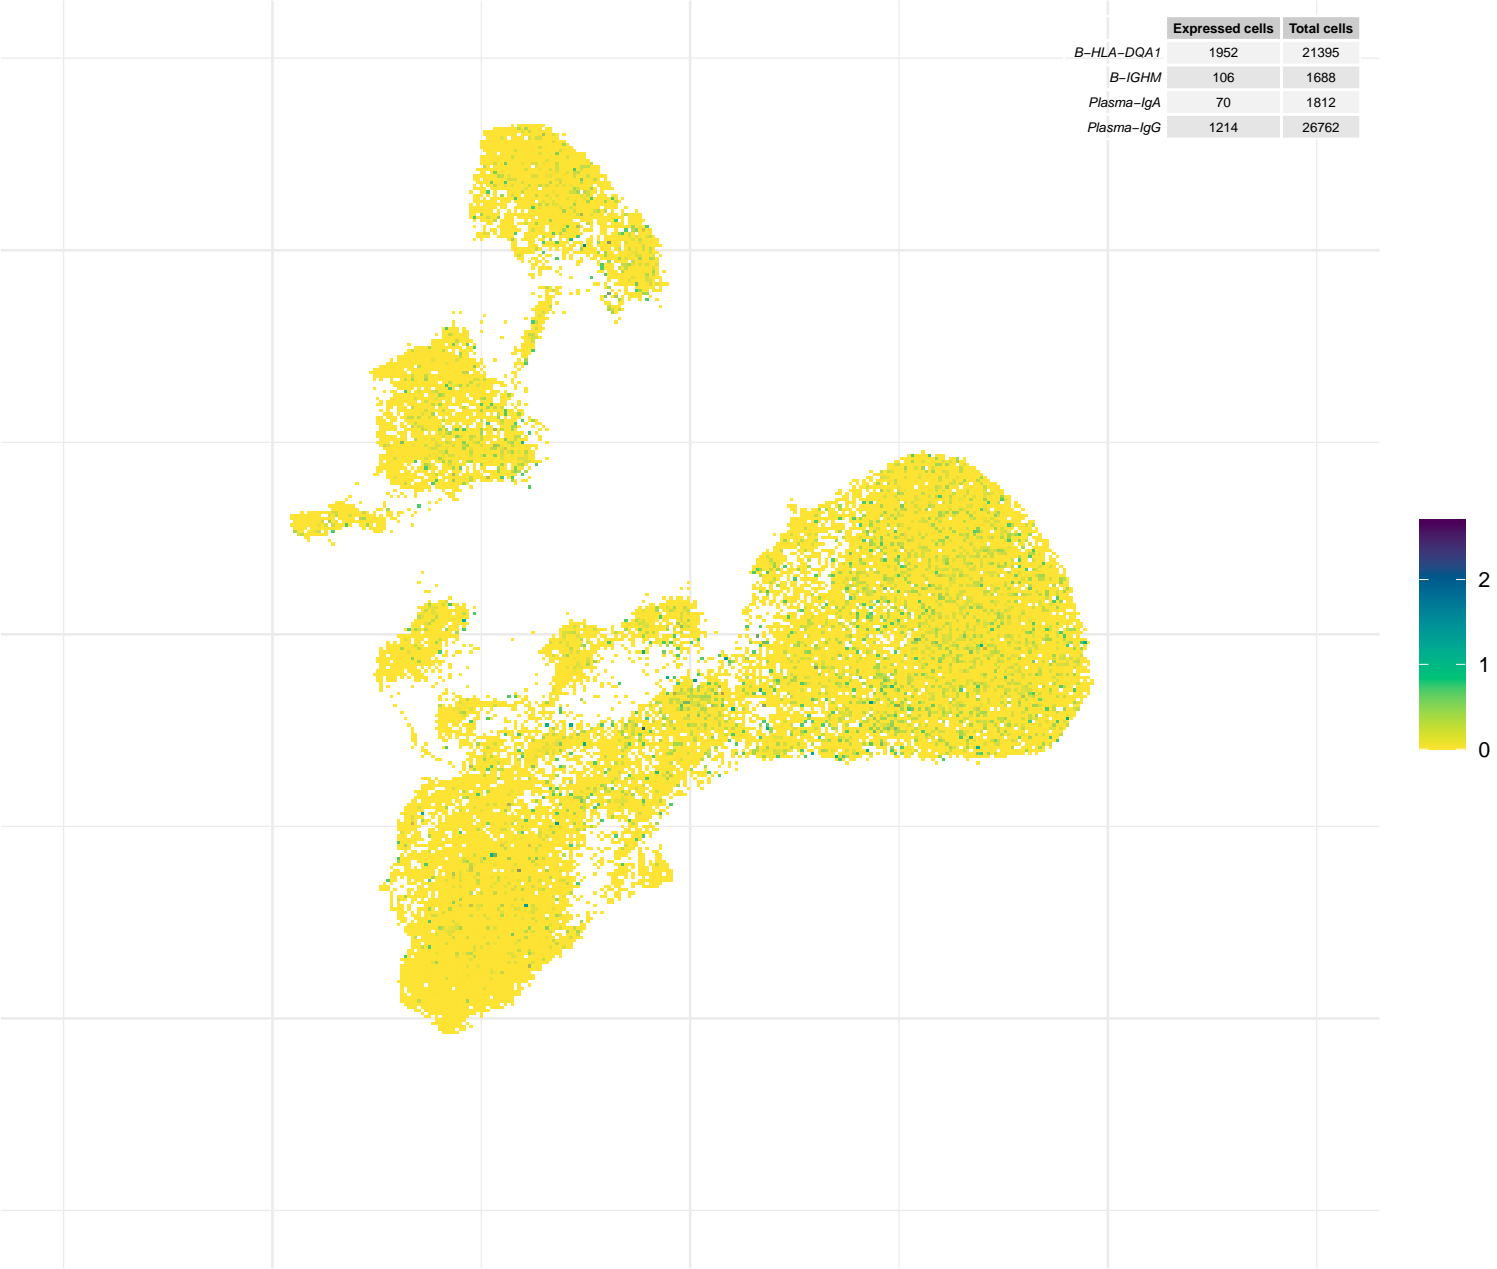 Expressed cells Total cells
B−HLA−DQA1 1952 21395
B−IGHM 106 1688
Plasma−IgA 70 1812
Plasma−IgG 1214 26762
2
1
0